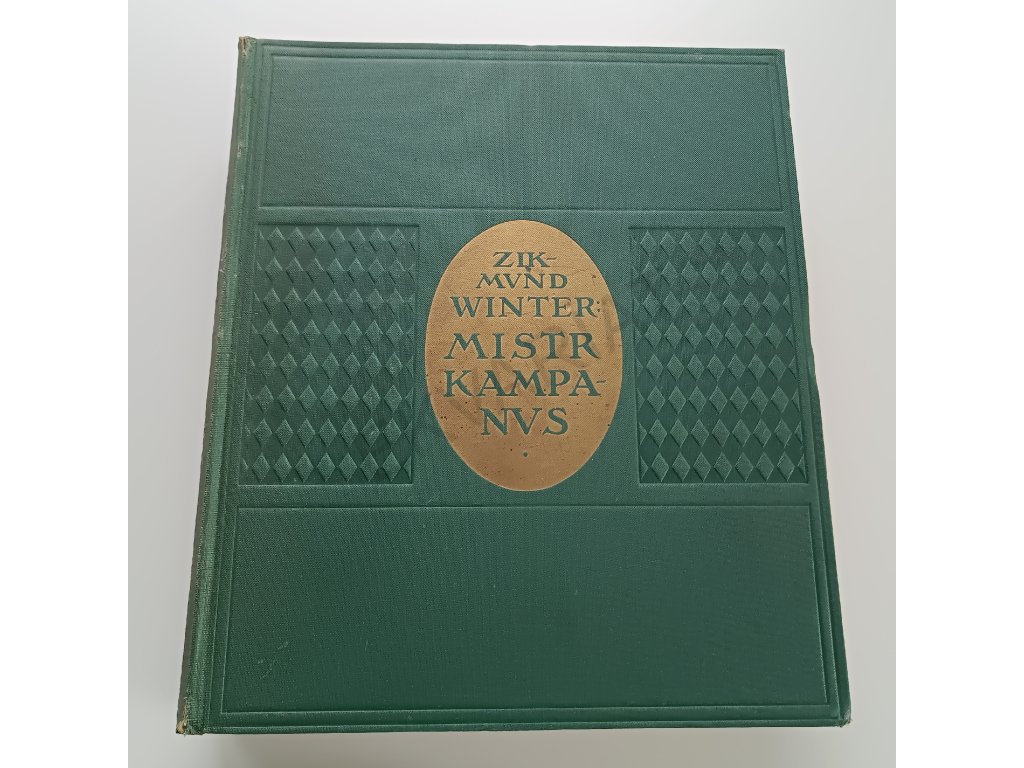 ZIK-
MVND
WINTER:
MISTR
KAMPA-
NVS